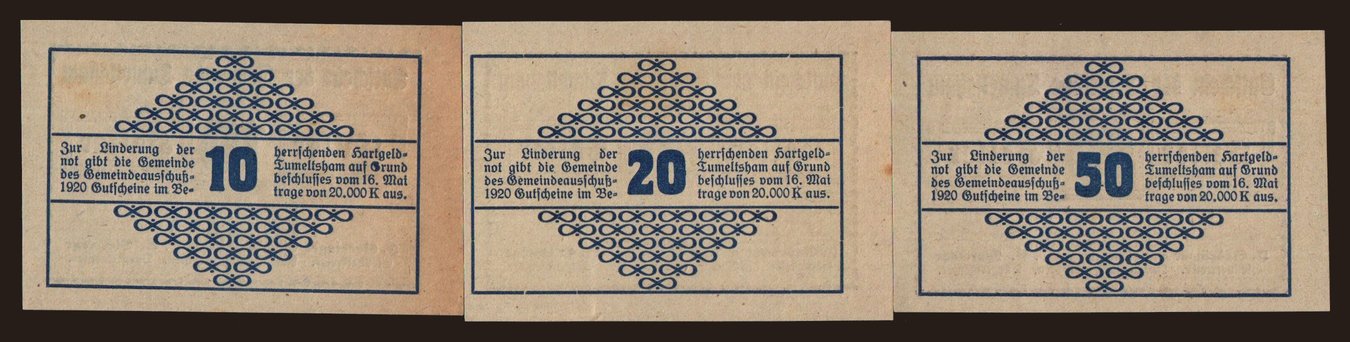 Zur Linderung der
not gibt die Gemeinde
des Gemeindeausschuß-
1920 Gutscheine im Be-
10
herrschenden Hartgeld-
Tumeltsham auf Grund
beschlusses vom 16. Mai
trage von 20.000 K aus.
Zur Linderung der
not gibt die Gemeinde
des Gemeindeausschuß-
1920 Gutscheine im Be-
20
herrschenden Hartgeld-
Tumeltsham auf Grund
beschlusses vom 16. Mai
trage von 20.000 K aus.
Zur Linderung der
not gibt die Gemeinde
des Gemeindeausschuß-
1920 Gutscheine im Be-
50
herrschenden Hartgeld-
Tumeltsham auf Grund
beschlusses vom 16. Mai
trage von 20.000 K aus.